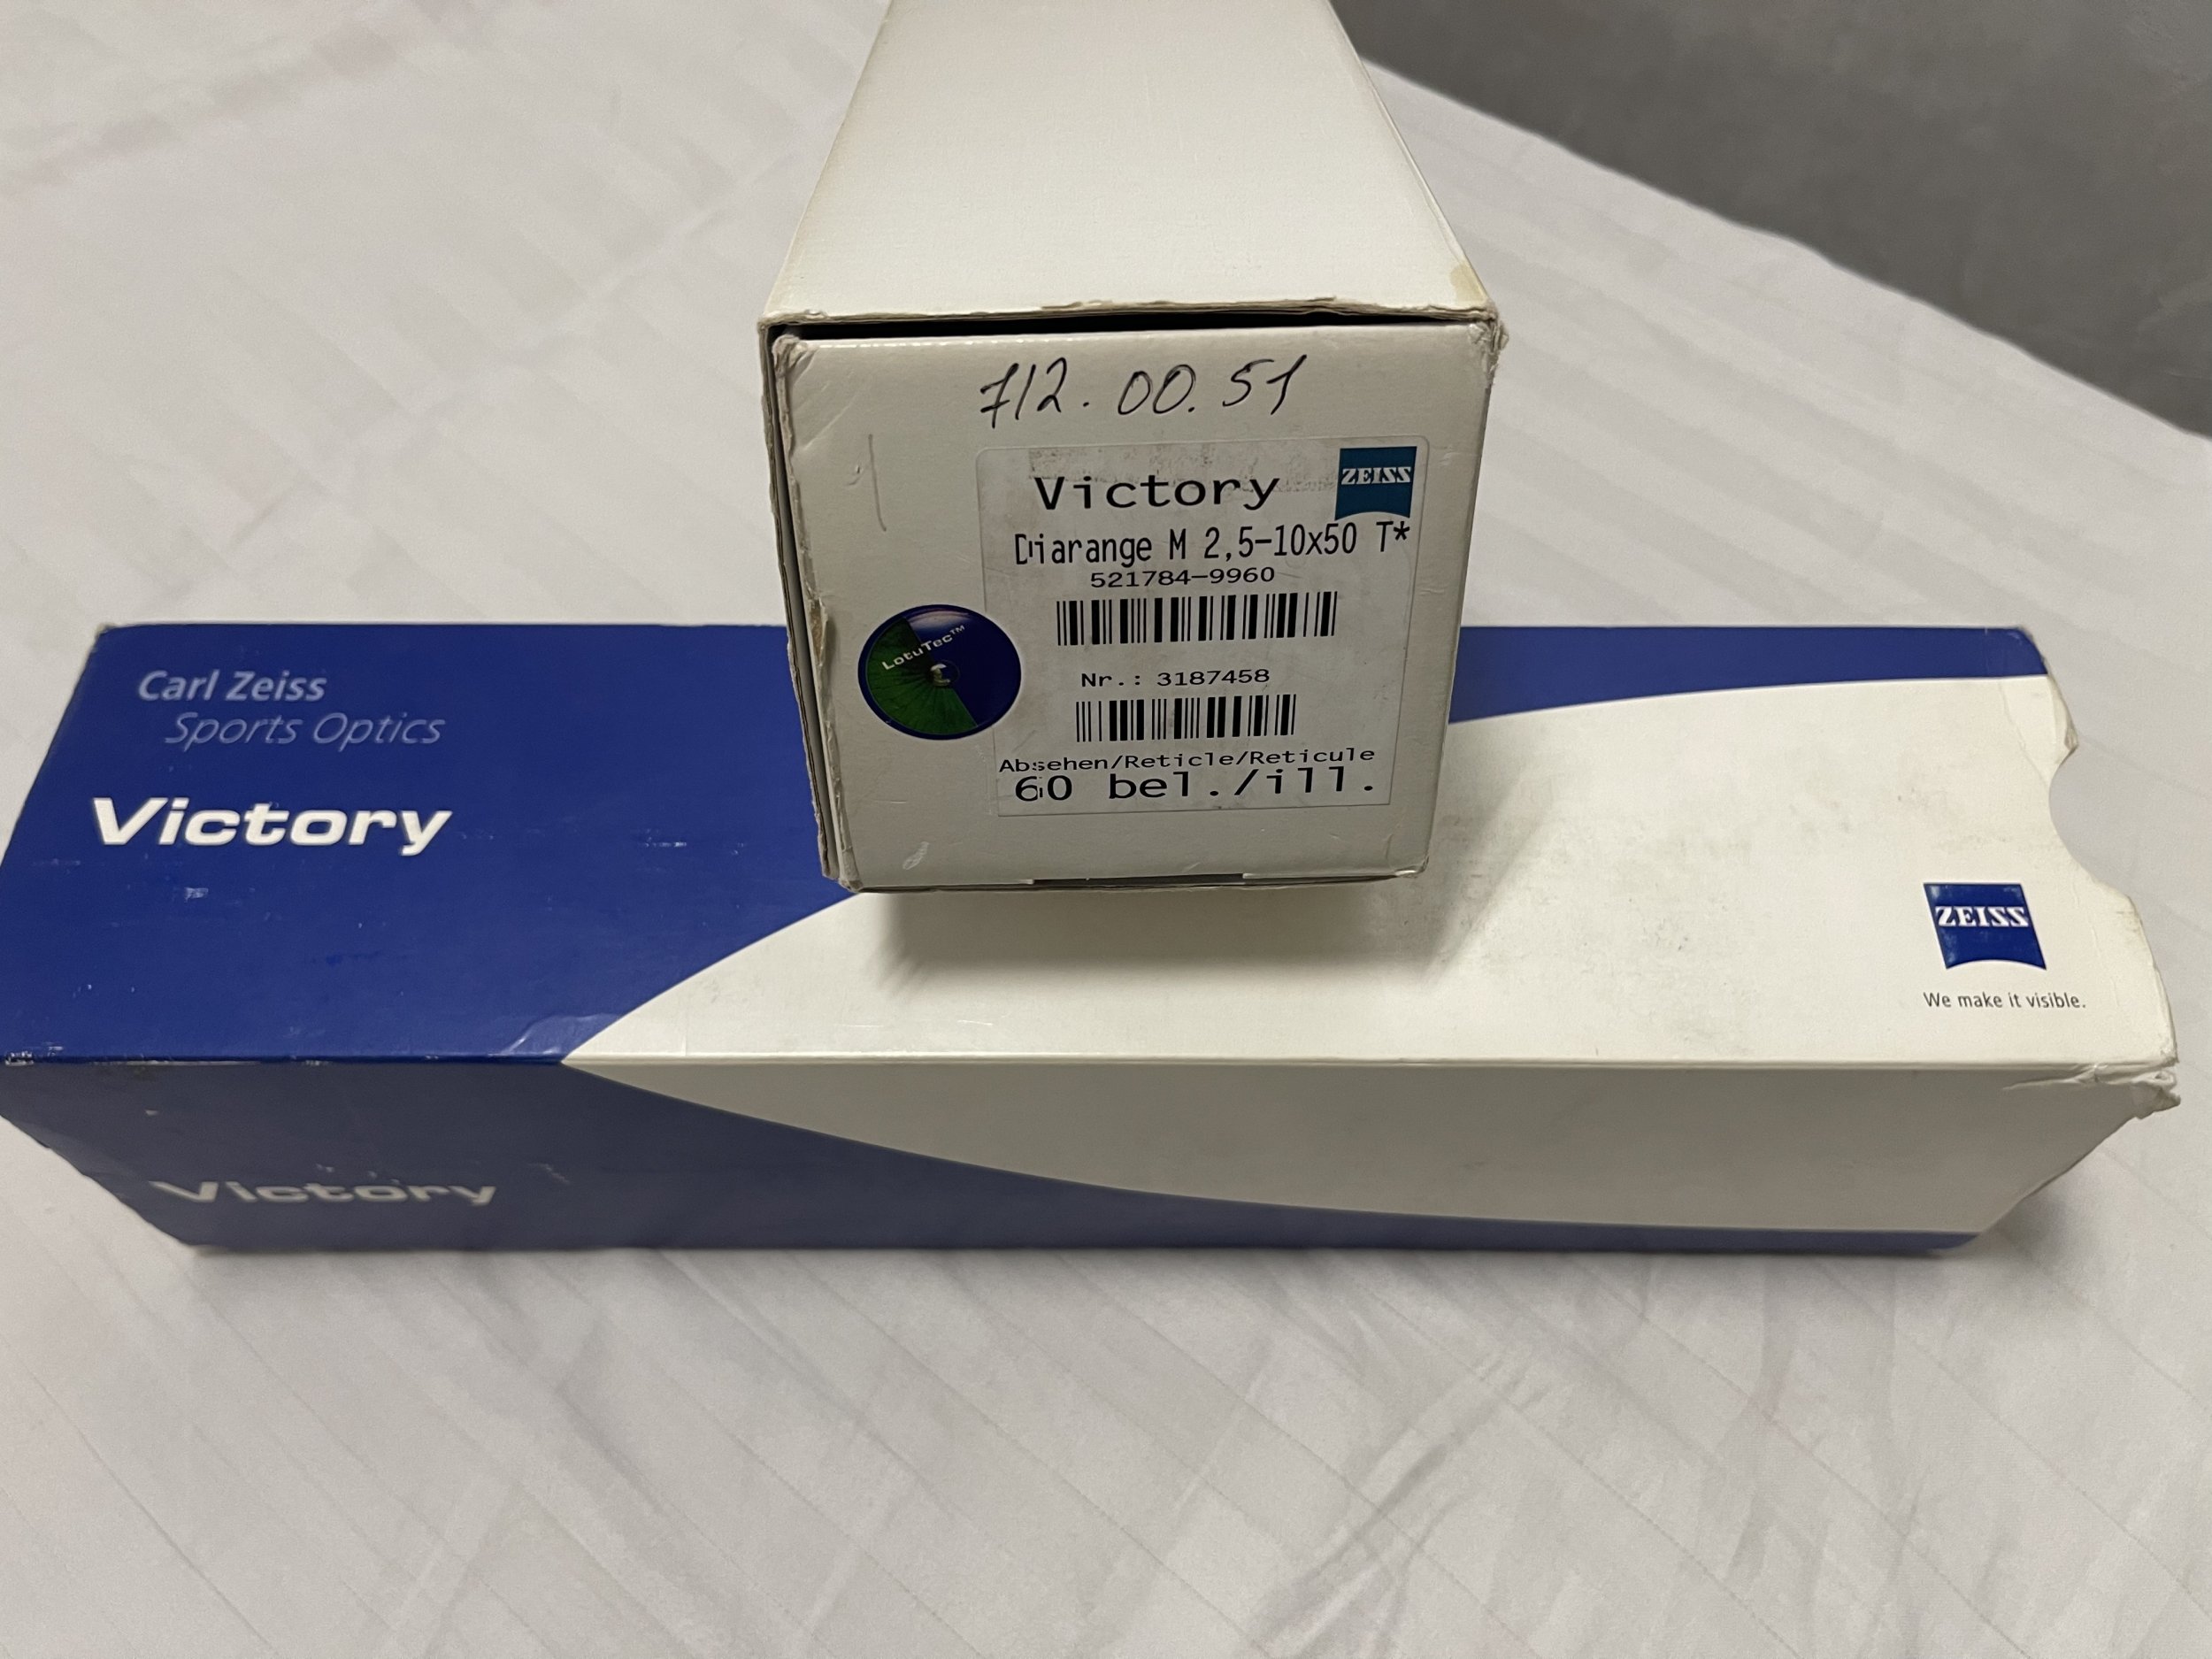 712.00.51
Victory
ZEISS
Diarange M 2,5-10x50 T*
521784-9960
LotuTec™
Nr.: 3187458
Absehen/Reticle/Reticule
60 bel./ill.
Carl Zeiss
Sports Optics
Victory
ZEISS
We make it visible.
Victory